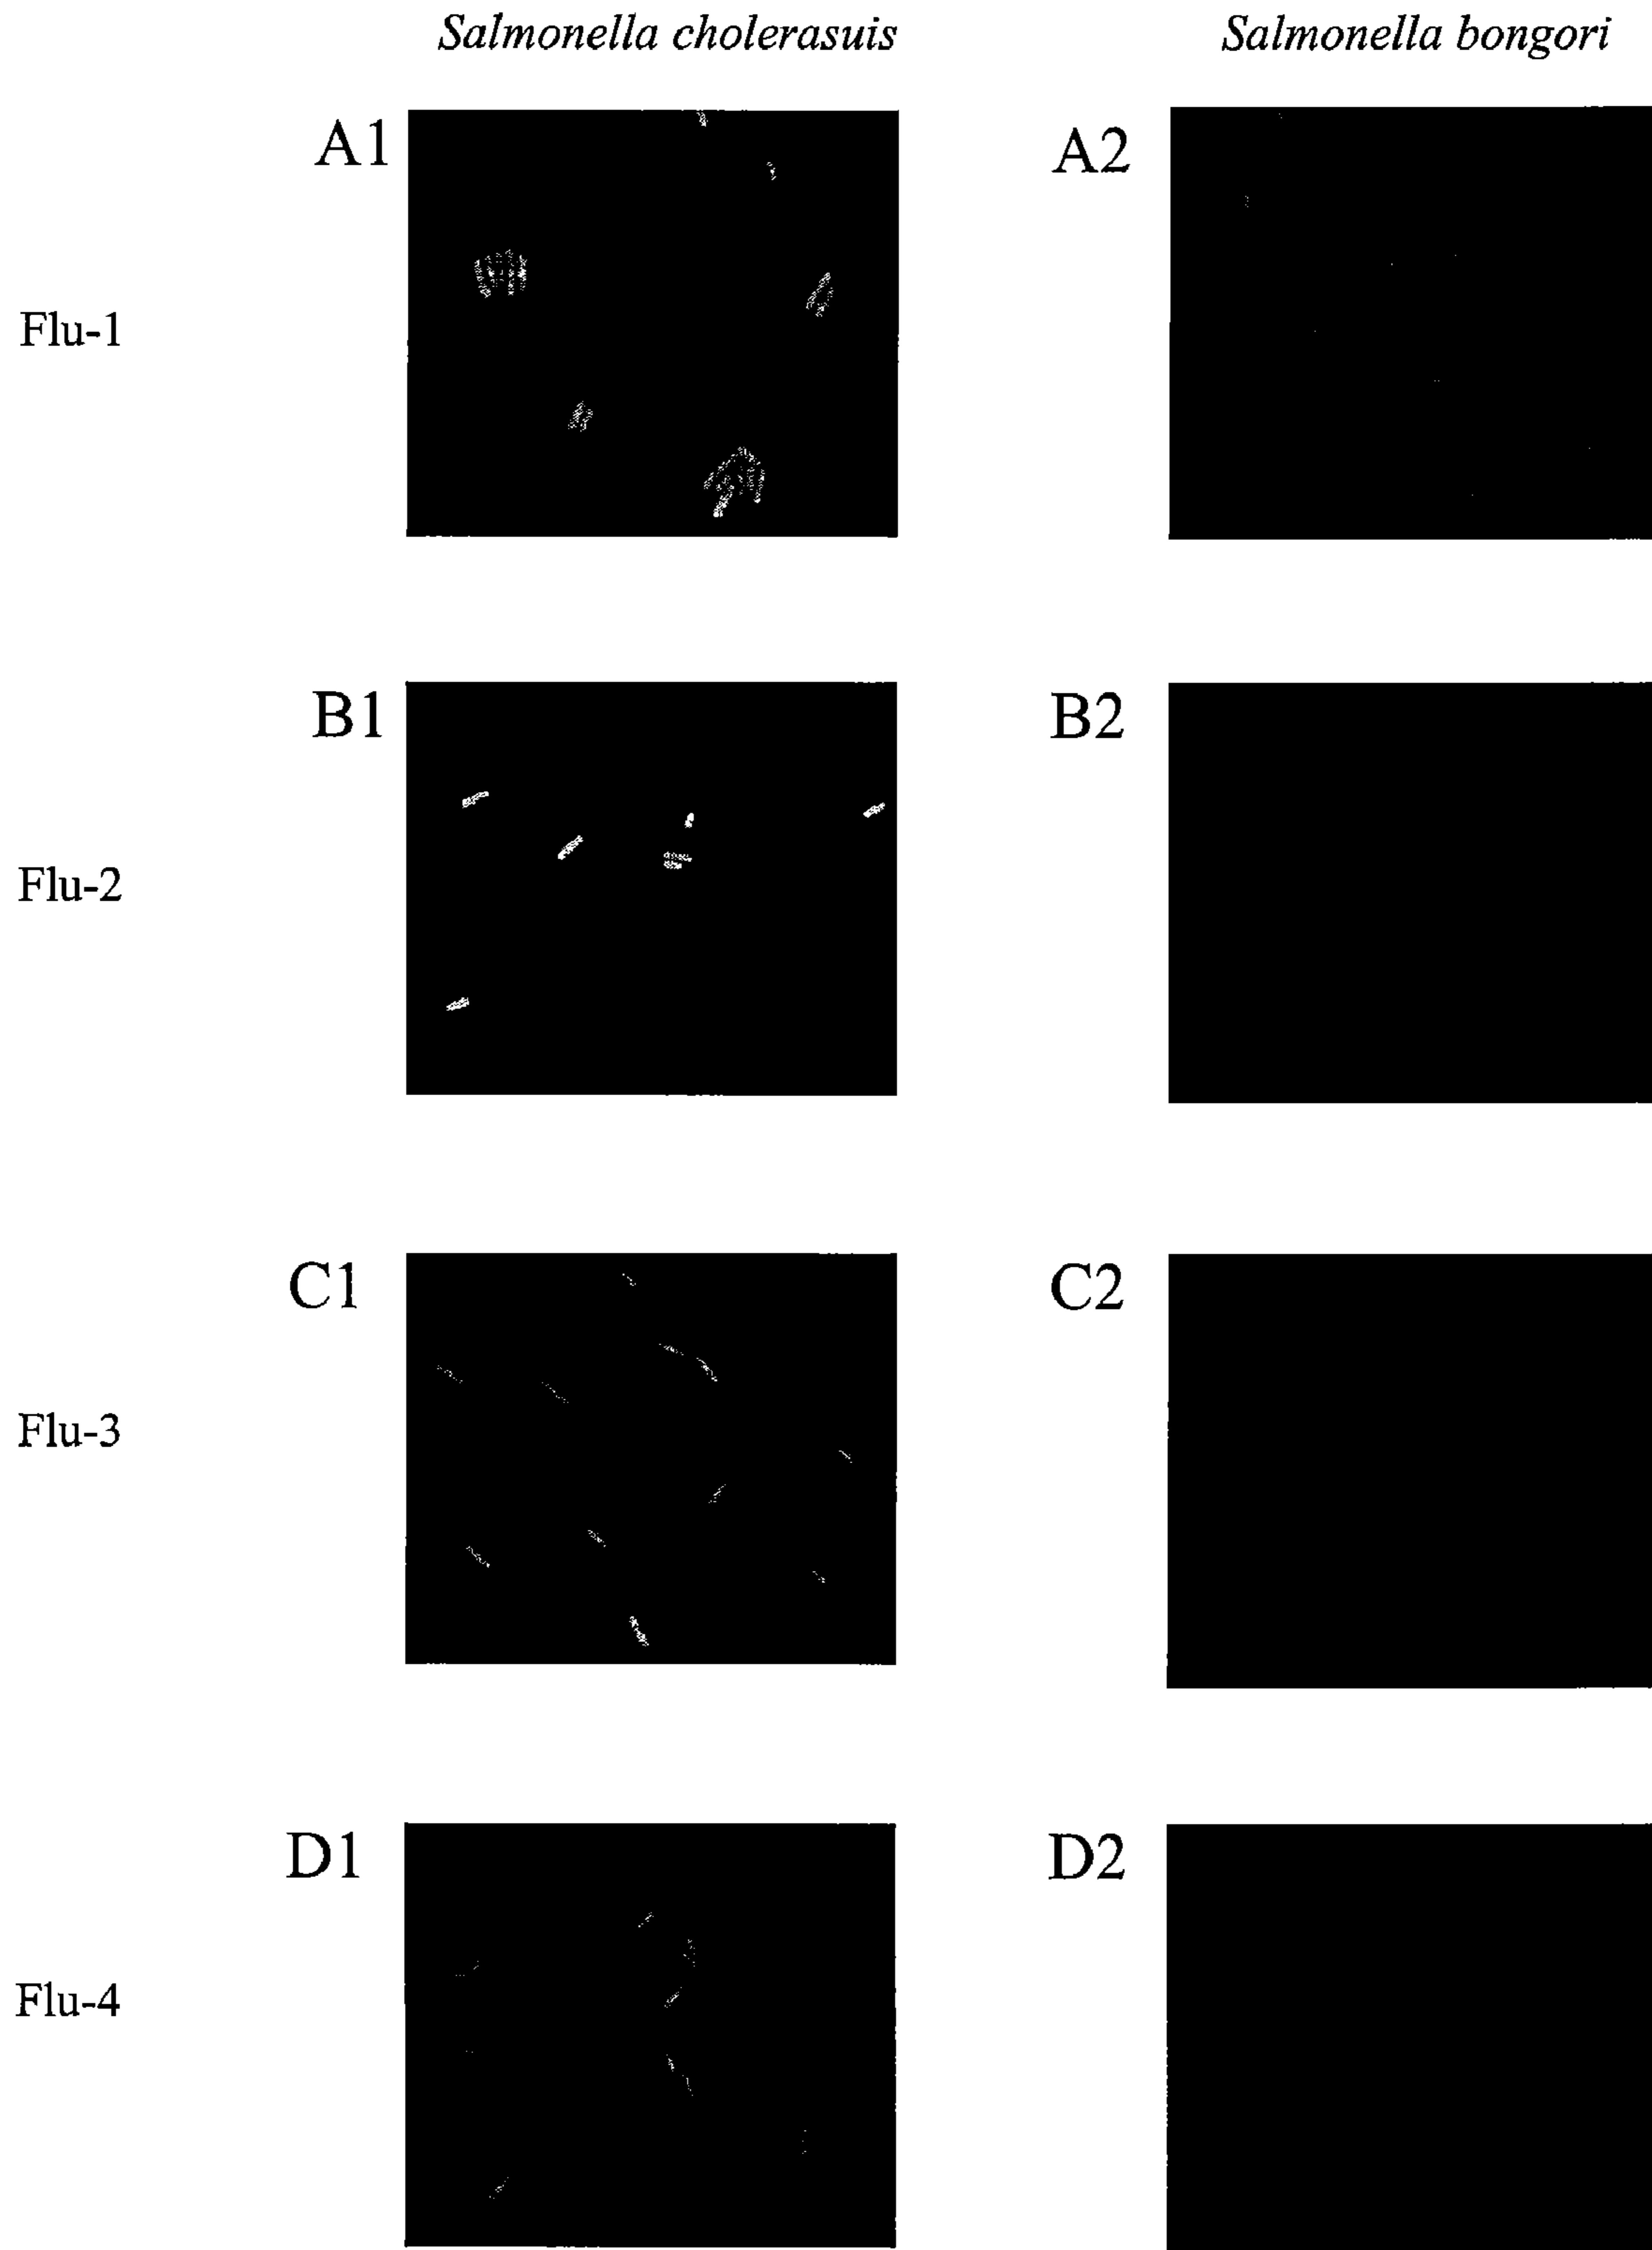 Salmonella cholerasuis Salmonella bongori
A1 A2
Flu-1
B1 B2
Flu-2
C1 C2
Flu-3
D1 D2
Flu-4